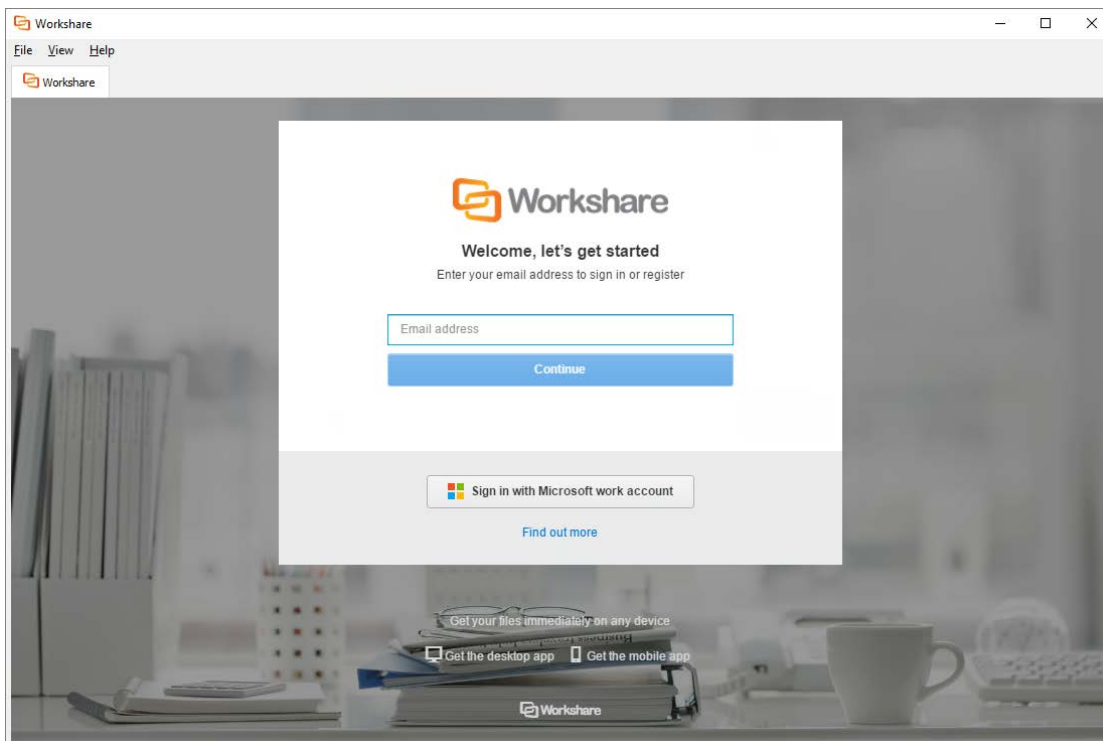 Workshare
File View Help
Workshare
Workshare
Welcome, let's get started
Enter your email address to sign in or register
Email address
Continue
Sign in with Microsoft work account
Find out more
Get your files immediately on any device
Get the desktop app Get the mobile app
Workshare